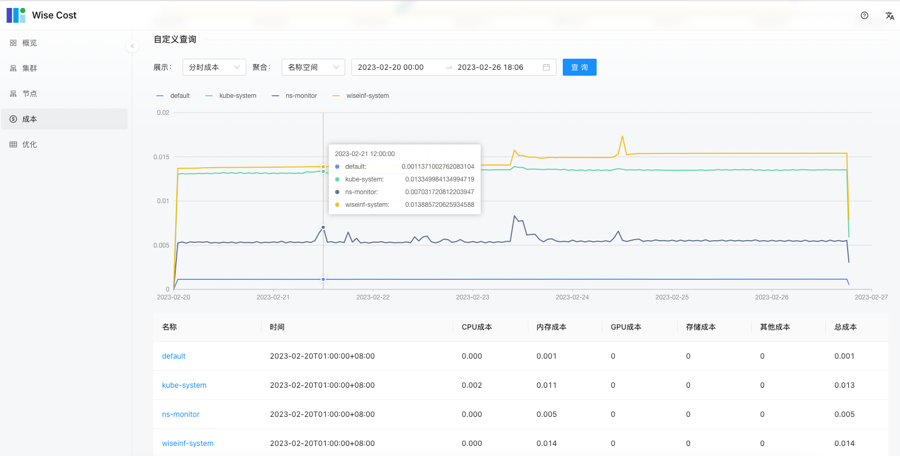 Wise Cost
概览
集群
节点
成本
优化
自定义查询
展示: 分时成本 聚合: 名称空间 2023-02-20 00:00 2023-02-26 18:06 查 询
default kube-system ns-monitor wiseinf-system
0.02
0.015
0.01
0.005
0
2023-02-21 12:00:00
default: 0.0011371002762083104
kube-system: 0.013349984134994719
ns-monitor: 0.007031720812203947
wiseinf-system: 0.013885720625934588
2023-02-20 2023-02-21 2023-02-22 2023-02-23 2023-02-24 2023-02-25 2023-02-26 2023-02-27
名称 时间 CPU成本 内存成本 GPU成本 存储成本 其他成本 总成本
default 2023-02-20T01:00:00+08:00 0.000 0.001 0 0 0 0.001
kube-system 2023-02-20T01:00:00+08:00 0.002 0.011 0 0 0 0.013
ns-monitor 2023-02-20T01:00:00+08:00 0.000 0.005 0 0 0 0.005
wiseinf-system 2023-02-20T01:00:00+08:00 0.000 0.014 0 0 0 0.014